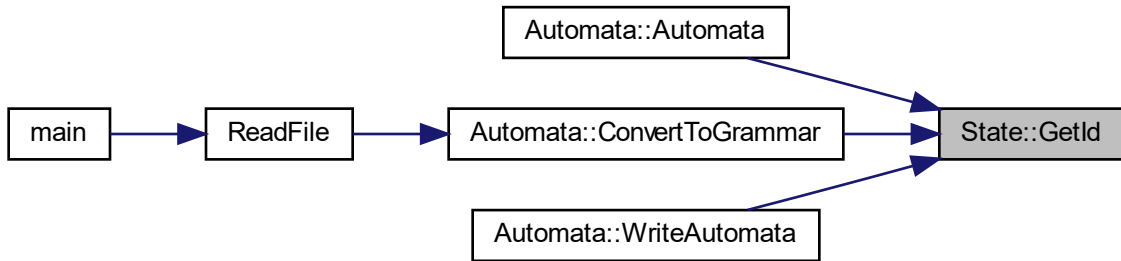 Automata::Automata
main
ReadFile
Automata::ConvertToGrammar
State::GetId
Automata::WriteAutomata